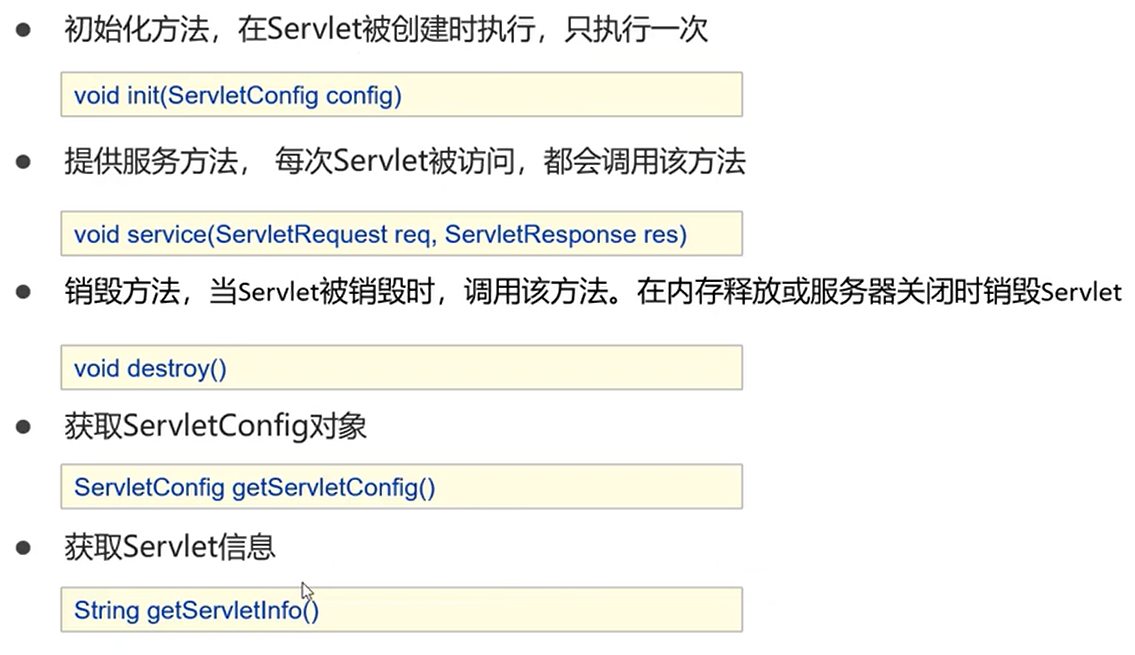 初始化方法，在Servlet被创建时执行，只执行一次
void init(ServletConfig config)
提供服务方法， 每次Servlet被访问，都会调用该方法
void service(ServletRequest req, ServletResponse res)
销毁方法，当Servlet被销毁时，调用该方法。在内存释放或服务器关闭时销毁Servlet
void destroy()
获取ServletConfig对象
ServletConfig getServletConfig()
获取Servlet信息
String getServletInfo()